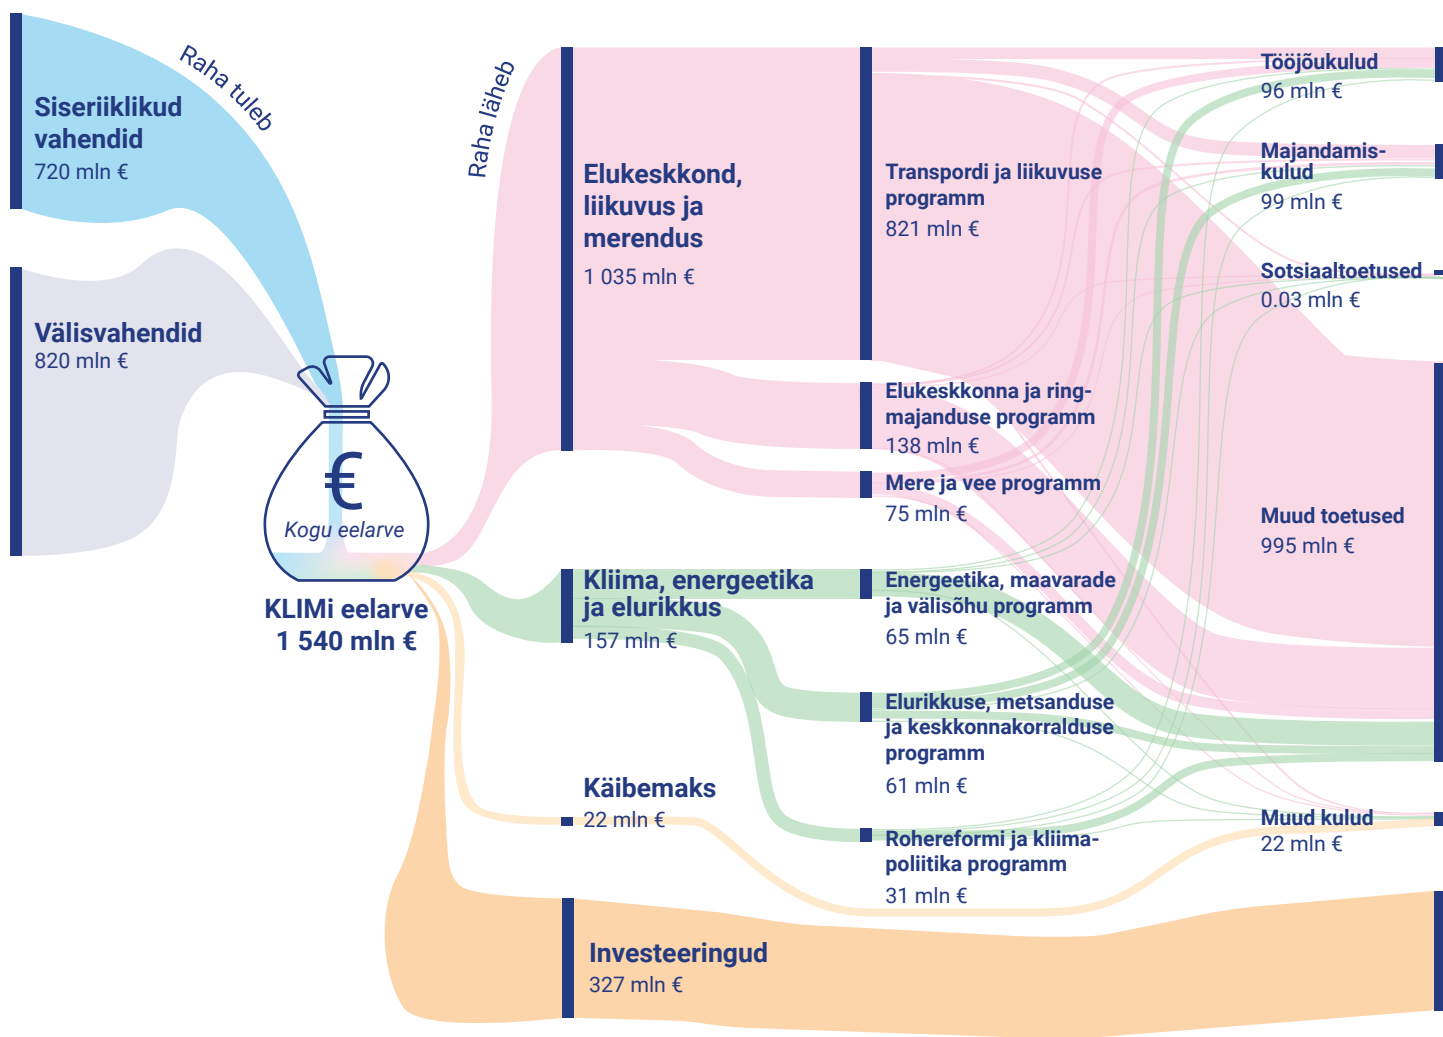 Raha tuleb
Siseriiklikud
vahendid
720 mln €
Välisvahendid
820 mln €
€
Kogu eelarve
KLIMi eelarve
1 540 mln €
Raha läheb
Elukeskkond,
liikuvus ja
merendus
1 035 mln €
Kliima, energeetika
ja elurikkus
157 mln €
Käibemaks
22 mln €
Investeeringud
327 mln €
Transpordi ja liikuvuse
programm
821 mln €
Elukeskkonna ja ring-
majanduse programm
138 mln €
Mere ja vee programm
75 mln €
Energeetika, maavarade
ja välisõhu programm
65 mln €
Elurikkuse, metsanduse
ja keskkonnakorralduse
programm
61 mln €
Rohereformi ja kliima-
poliitika programm
31 mln €
Tööjõukulud
96 mln €
Majandamis-
kulud
99 mln €
Sotsiaaltoetused
0.03 mln €
Muud toetused
995 mln €
Muud kulud
22 mln €